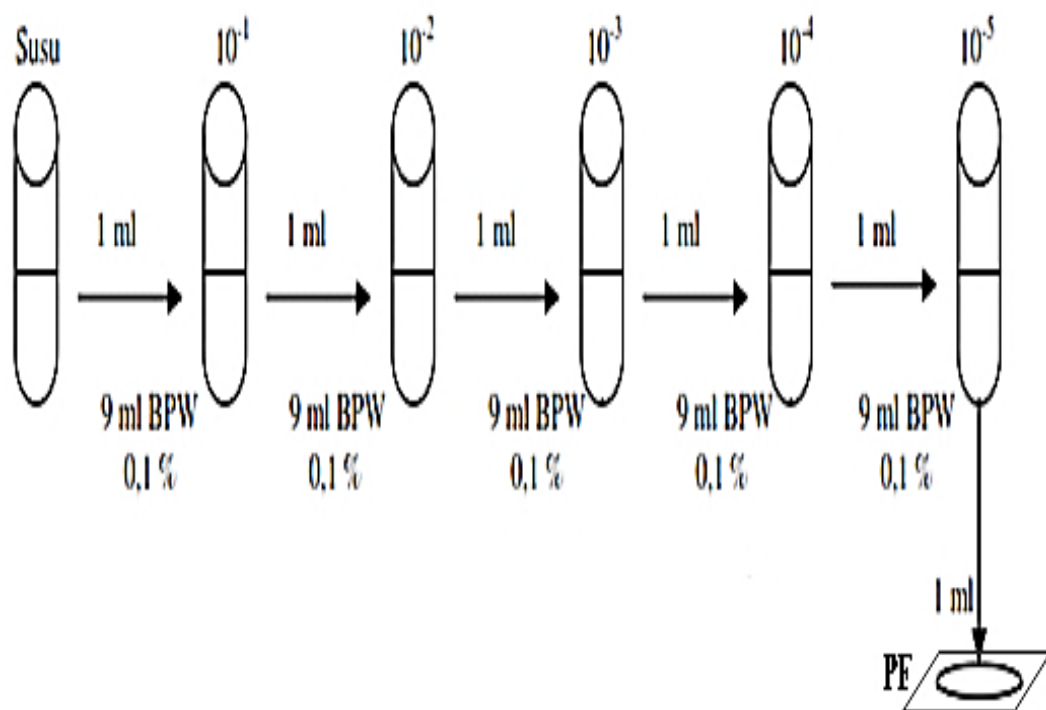 Susu 10⁻¹ 10⁻² 10⁻³ 10⁻⁴ 10⁻⁵
1 ml 1 ml 1 ml 1 ml 1 ml
9 ml BPW 9 ml BPW 9 ml BPW 9 ml BPW 9 ml BPW
0,1 % 0,1 % 0,1 % 0,1 % 0,1 %
1 ml
PF